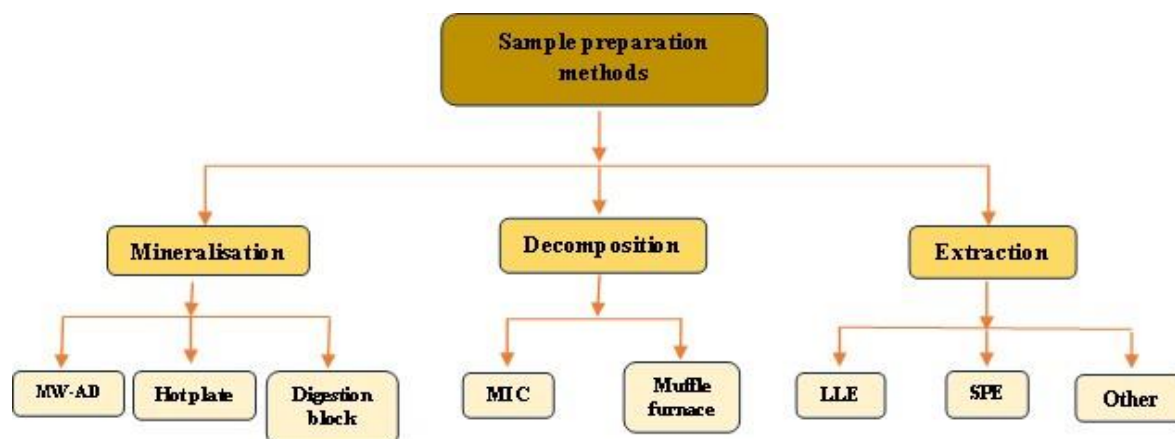 Sample preparation
methods
Mineralisation
Decomposition
Extraction
MW-AD
Hotplate
Digestion
block
MIC
Muffle
furnace
LLE
SPE
Other